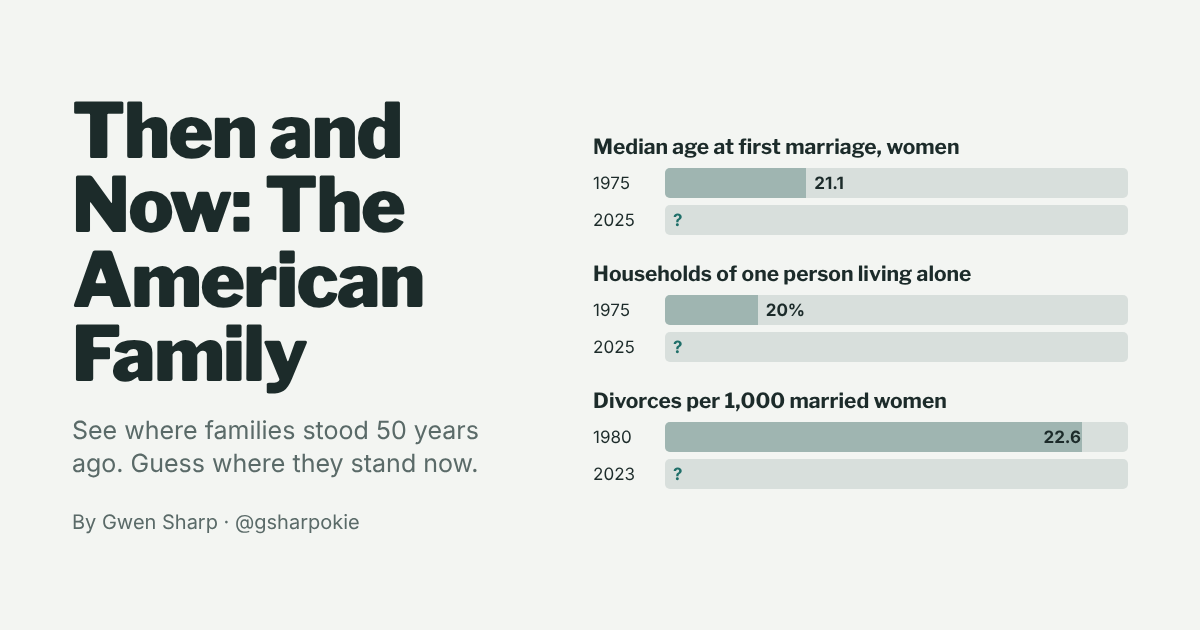 Then and
Now: The
American
Family
See where families stood 50 years
ago. Guess where they stand now.
By Gwen Sharp · @gsharpokie
Median age at first marriage, women
1975 21.1
2025 ?
Households of one person living alone
1975 20%
2025 ?
Divorces per 1,000 married women
1980 22.6
2023 ?